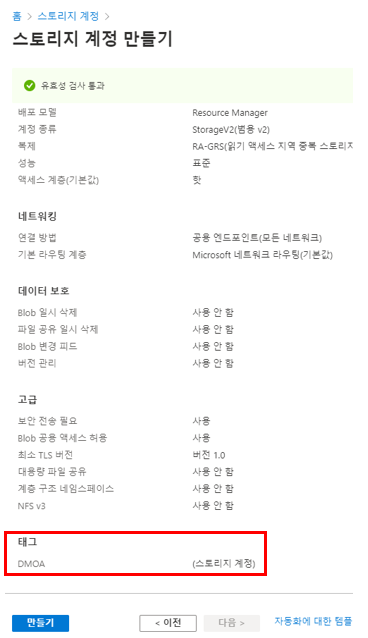 홈 > 스토리지 계정 >
스토리지 계정 만들기
유효성 검사 통과
배포 모델 Resource Manager
계정 종류 StorageV2(범용 v2)
복제 RA-GRS(읽기 액세스 지역 중복 스토리지
성능 표준
액세스 계층(기본값) 핫
네트워킹
연결 방법 공용 엔드포인트(모든 네트워크)
기본 라우팅 계층 Microsoft 네트워크 라우팅(기본값)
데이터 보호
Blob 일시 삭제 사용 안 함
파일 공유 일시 삭제 사용 안 함
Blob 변경 피드 사용 안 함
버전 관리 사용 안 함
고급
보안 전송 필요 사용
Blob 공용 액세스 허용 사용
최소 TLS 버전 버전 1.0
대용량 파일 공유 사용 안 함
계층 구조 네임스페이스 사용 안 함
NFS v3 사용 안 함
태그
DMOA (스토리지 계정)
만들기 < 이전 다음 > 자동화에 대한 템플